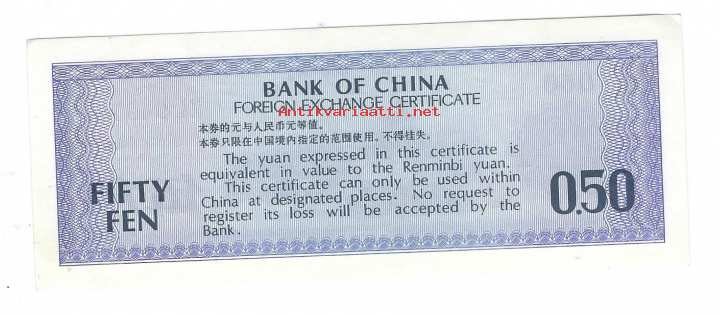 BANK OF CHINA
FOREIGN EXCHANGE CERTIFICATE
Antikvariaatti.net
本券的元与人民币元等值。
本券只限在中国境内指定的范围使用，不得挂失。
The yuan expressed in this certificate is
equivalent in value to the Renminbi yuan.
This certificate can only be used within
China at designated places. No request to
register its loss will be accepted by the
Bank.
FIFTY
FEN
0.50